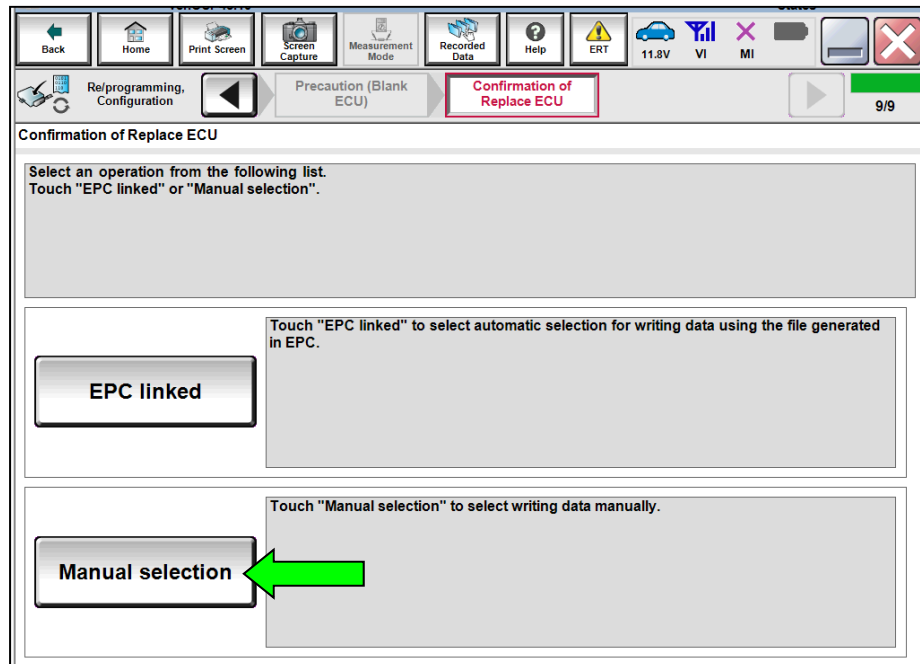 Back
Home
Print Screen
Screen
Capture
Measurement
Mode
Recorded
Data
Help
ERT
11.8V
VI
MI
Re/programming,
Configuration
Precaution (Blank
ECU)
Confirmation of
Replace ECU
9/9
Confirmation of Replace ECU
Select an operation from the following list.
Touch "EPC linked" or "Manual selection".
EPC linked
Touch "EPC linked" to select automatic selection for writing data using the file generated
in EPC.
Manual selection
Touch "Manual selection" to select writing data manually.